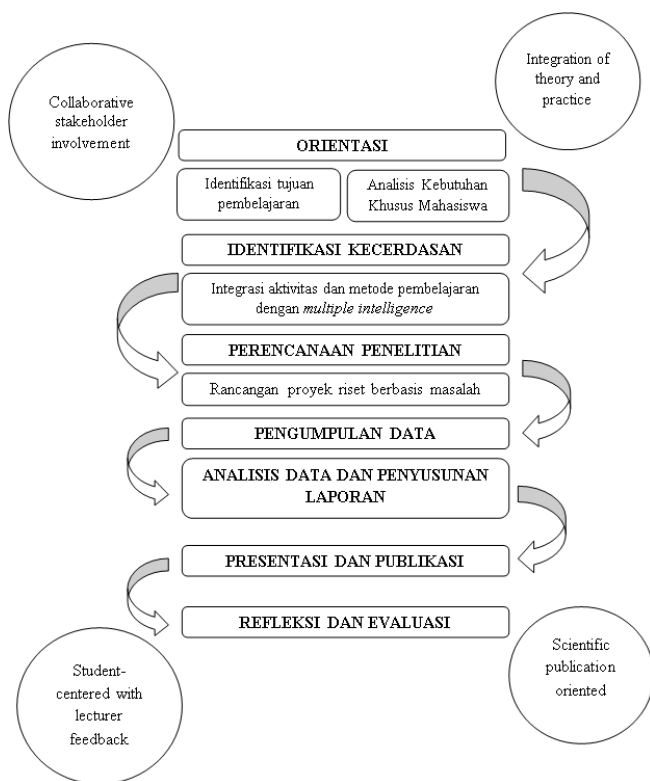 Collaborative
stakeholder
involvement
Integration of
theory and
practice
ORIENTASI
Identifikasi tujuan
pembelajaran
Analisis Kebutuhan
Khusus Mahasiswa
IDENTIFIKASI KECERDASAN
Integrasi aktivitas dan metode pembelajaran
dengan multiple intelligence
PERENCANAAN PENELITIAN
Rancangan proyek riset berbasis masalah
PENGUMPULAN DATA
ANALISIS DATA DAN PENYUSUNAN
LAPORAN
PRESENTASI DAN PUBLIKASI
REFLEKSI DAN EVALUASI
Student-
centered with
lecturer
feedback
Scientific
publication
oriented